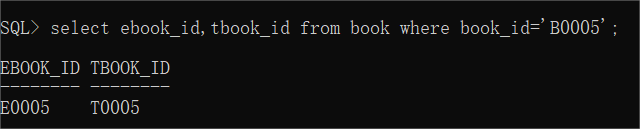 SQL> select ebook_id,tbook_id from book where book_id='B0005';
EBOOK_ID TBOOK_ID
-------- --------
E0005    T0005